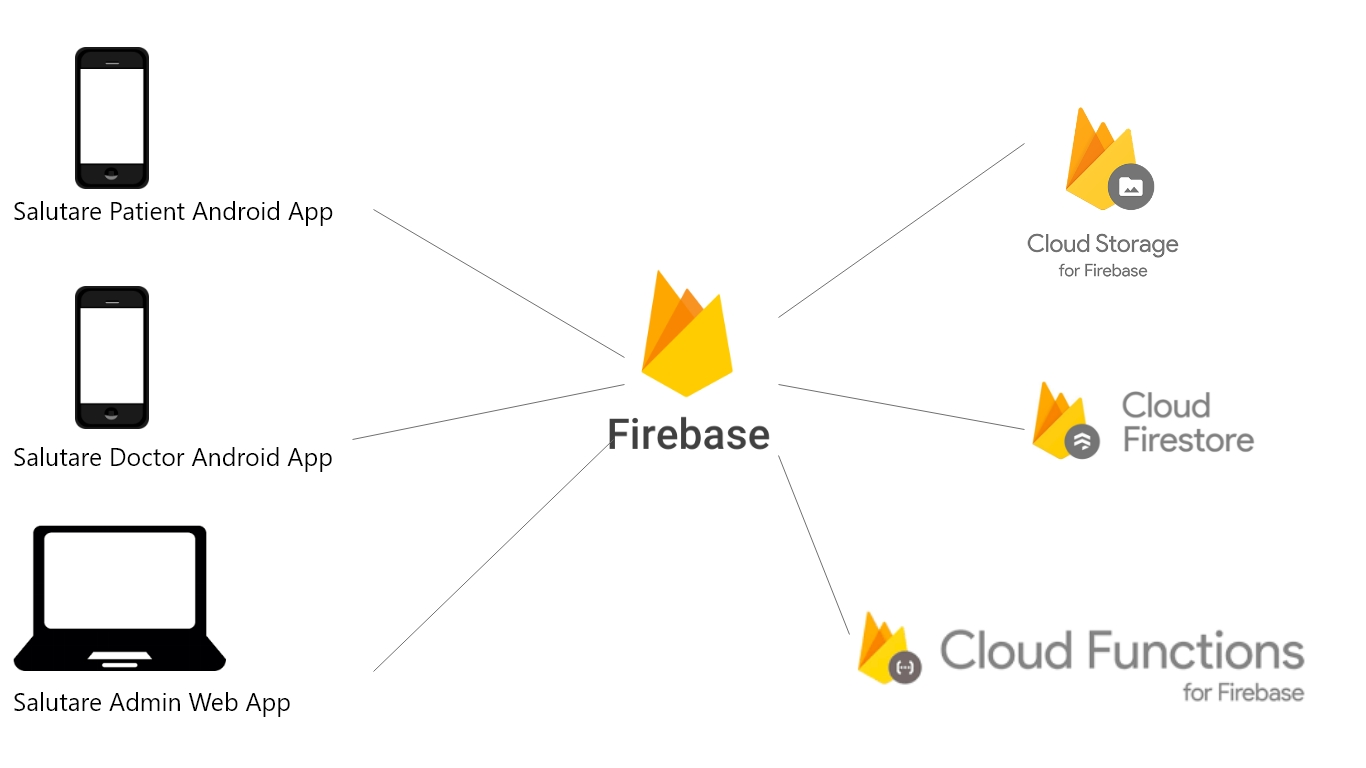 Salutare Patient Android App
Salutare Doctor Android App
Salutare Admin Web App
Firebase
Cloud Storage
for Firebase
Cloud
Firestore
Cloud Functions
for Firebase